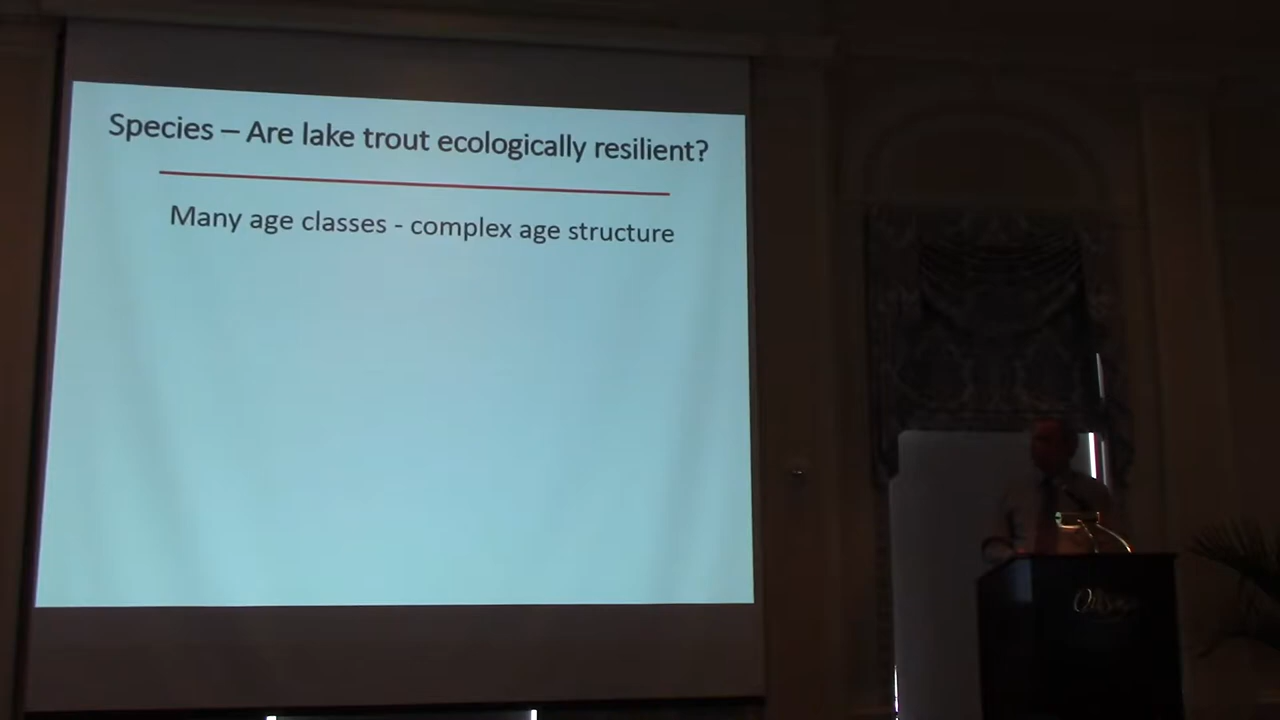 Species – Are lake trout ecologically resilient?
Many age classes - complex age structure